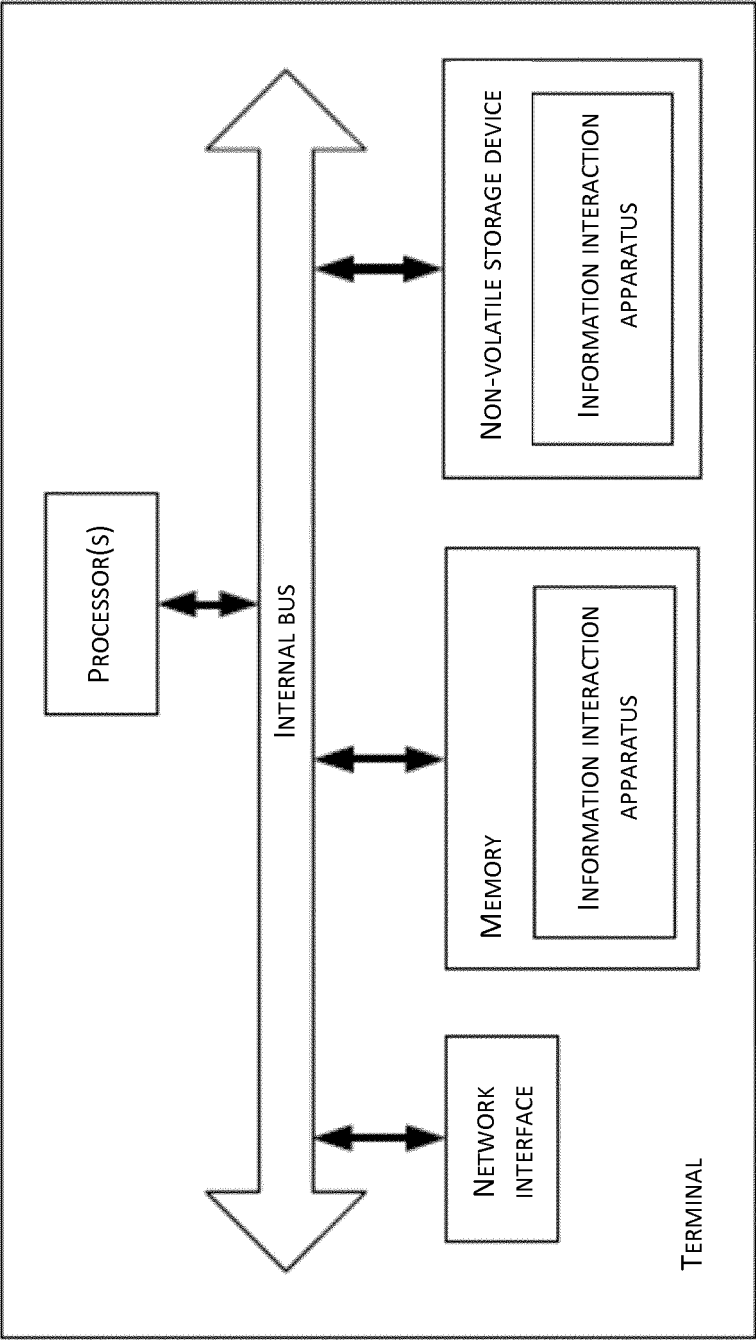 Processor(s)
Internal bus
Network
interface
Memory
Information interaction
apparatus
Non-volatile storage device
Information interaction
apparatus
Terminal